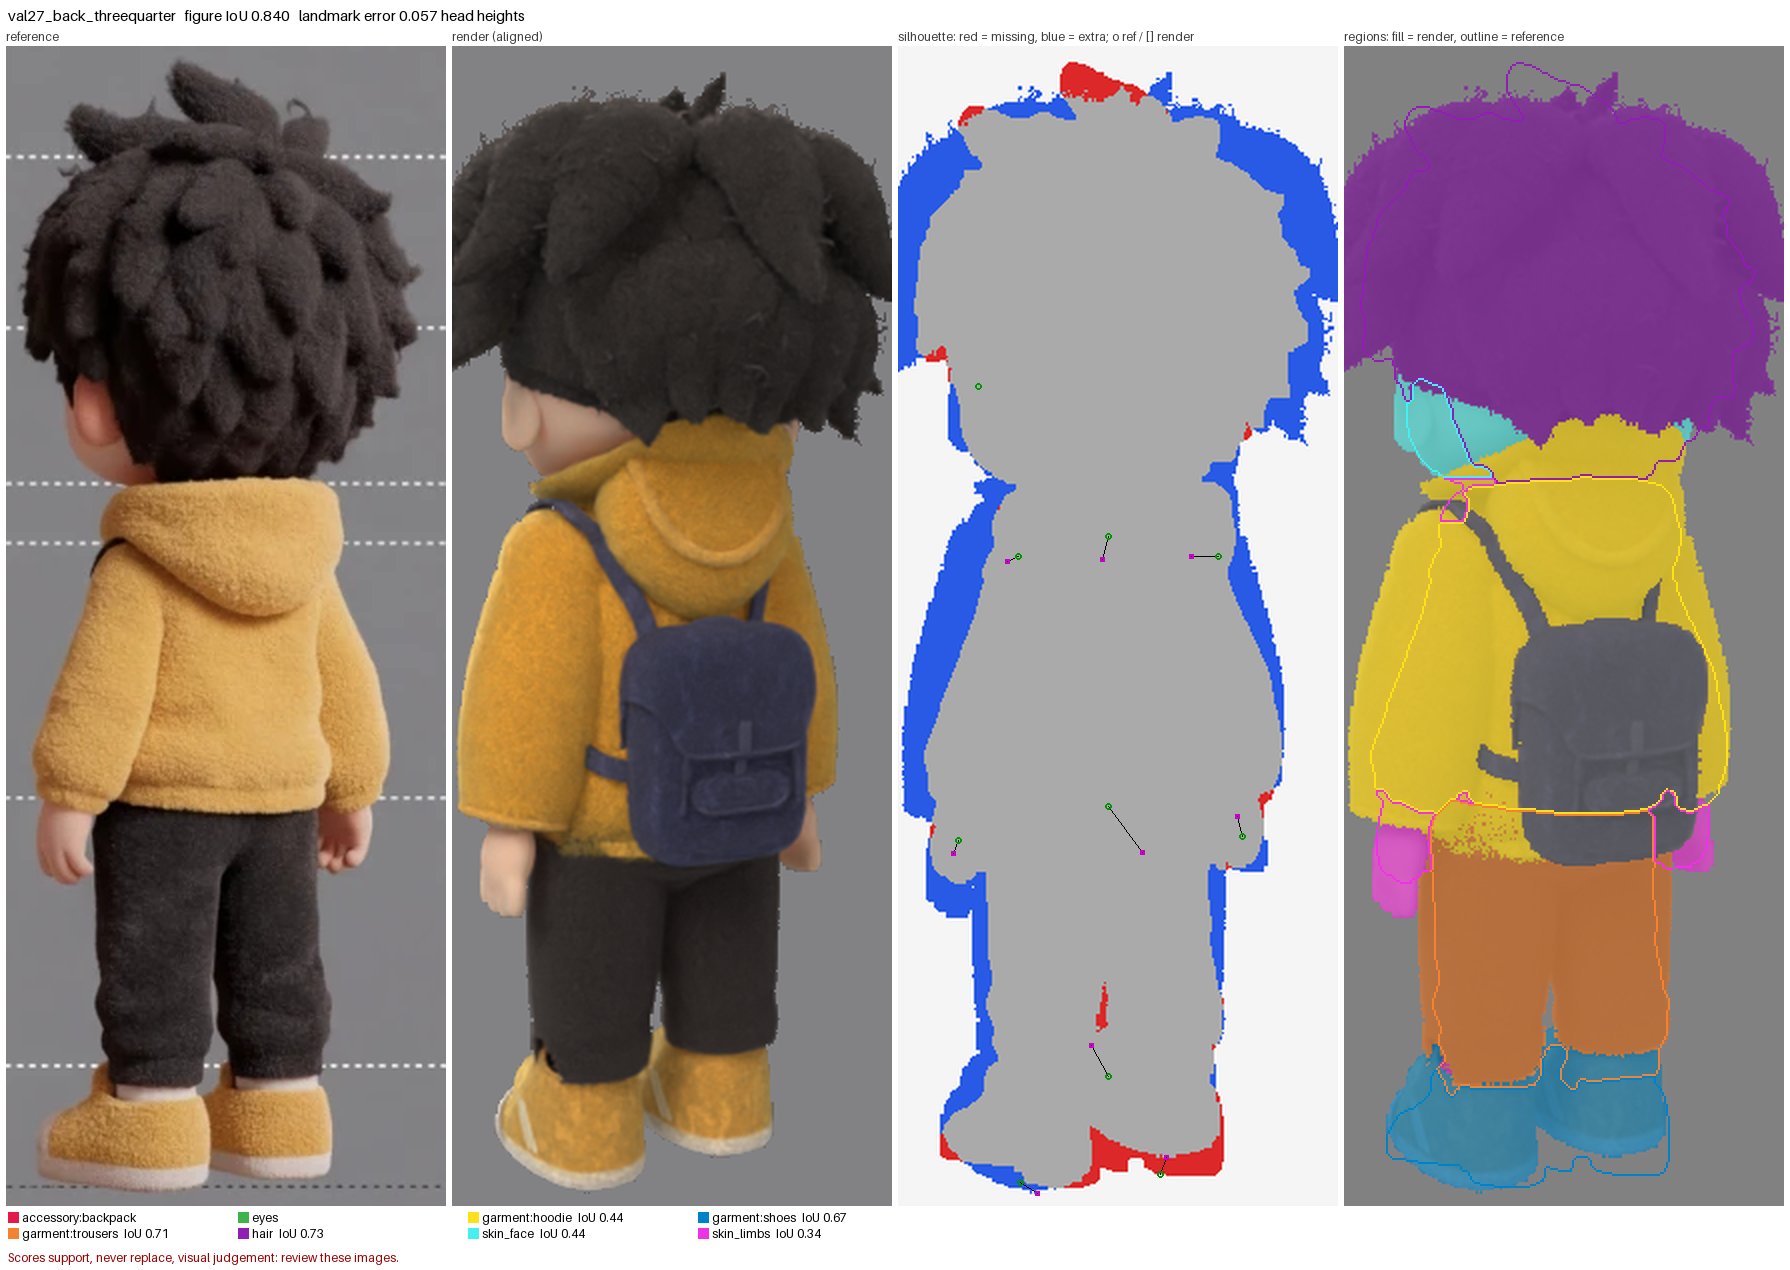 val27_back_threequarter figure IoU 0.840 landmark error 0.057 head heights
reference
render (aligned)
silhouette: red = missing, blue = extra; o ref / [] render
regions: fill = render, outline = reference
accessory:backpack
eyes
garment:hoodie IoU 0.44
garment:shoes IoU 0.67
garment:trousers IoU 0.71
hair IoU 0.73
skin_face IoU 0.44
skin_limbs IoU 0.34
Scores support, never replace, visual judgement: review these images.